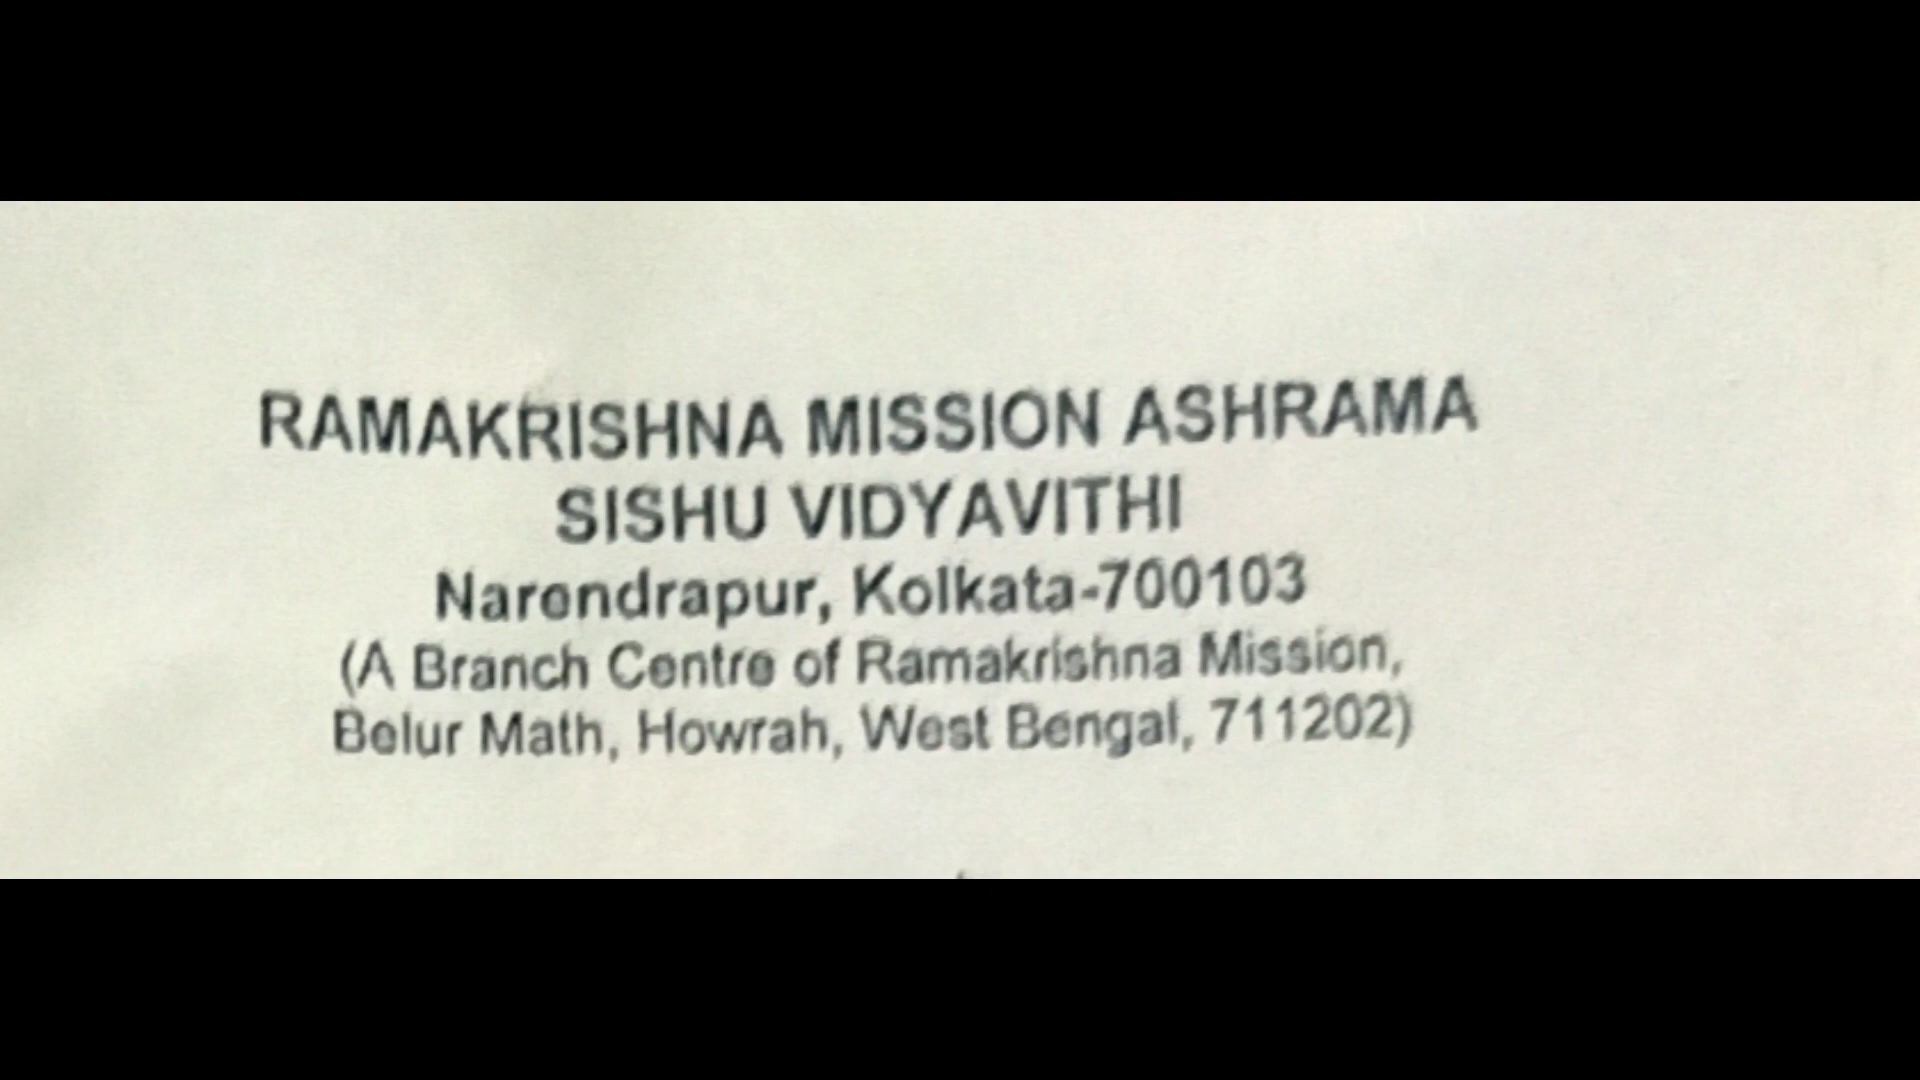 RAMAKRISHNA MISSION ASHRAMA
SISHU VIDYAVITHI
Narendrapur, Kolkata-700103
(A Branch Centre of Ramakrishna Mission,
Belur Math, Howrah, West Bengal, 711202)